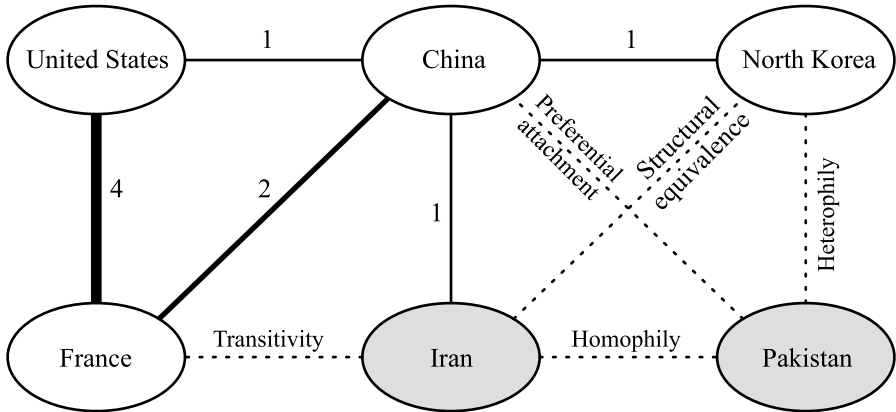 United States
1
China
1
North Korea
Preferential
attachment
Structural
equivalence
4
2
1
Heterophily
France
Transitivity
Iran
Homophily
Pakistan